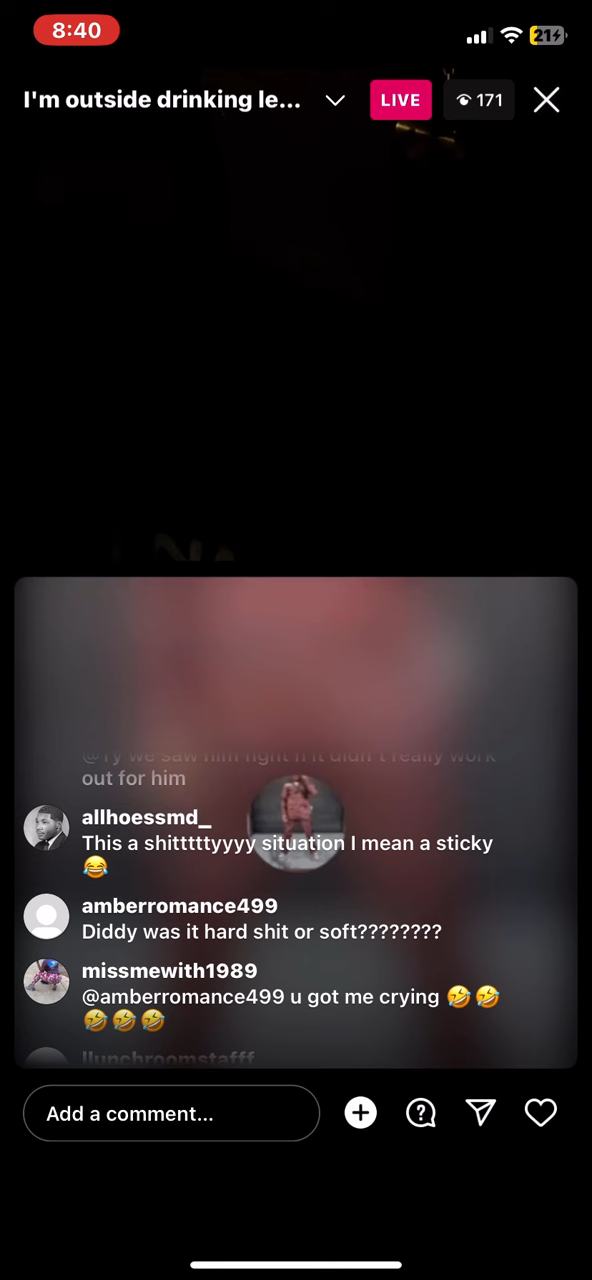 8:40
21
I'm outside drinking le...
LIVE
171
@Ty we saw him right n it didn't really work
out for him
allhoessmd_
This a shitttttyyyy situation I mean a sticky
😂
amberromance499
Diddy was it hard shit or soft????????
missmewith1989
@amberromance499 u got me crying 🤣🤣
🤣🤣🤣
llunchroomstafff
Add a comment...